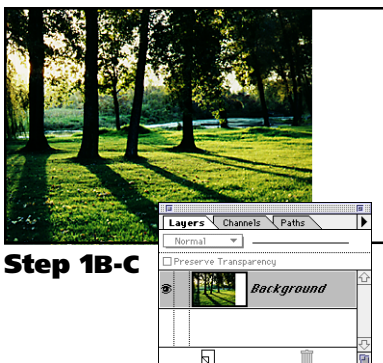 Layers Channels Paths
Normal
Preserve Transparency
Step 1B-C
Background